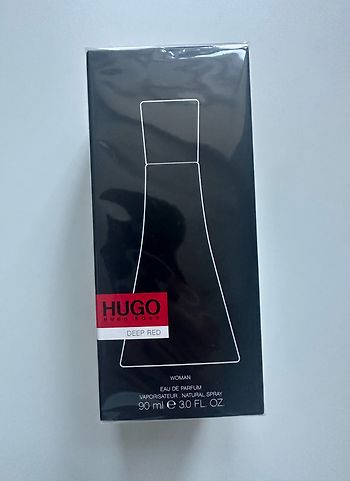 HUGO
HUGO BOSS
DEEP RED
WOMAN
EAU DE PARFUM
VAPORISATEUR . NATURAL SPRAY
90 ml ℮ 3.0 FL. OZ.